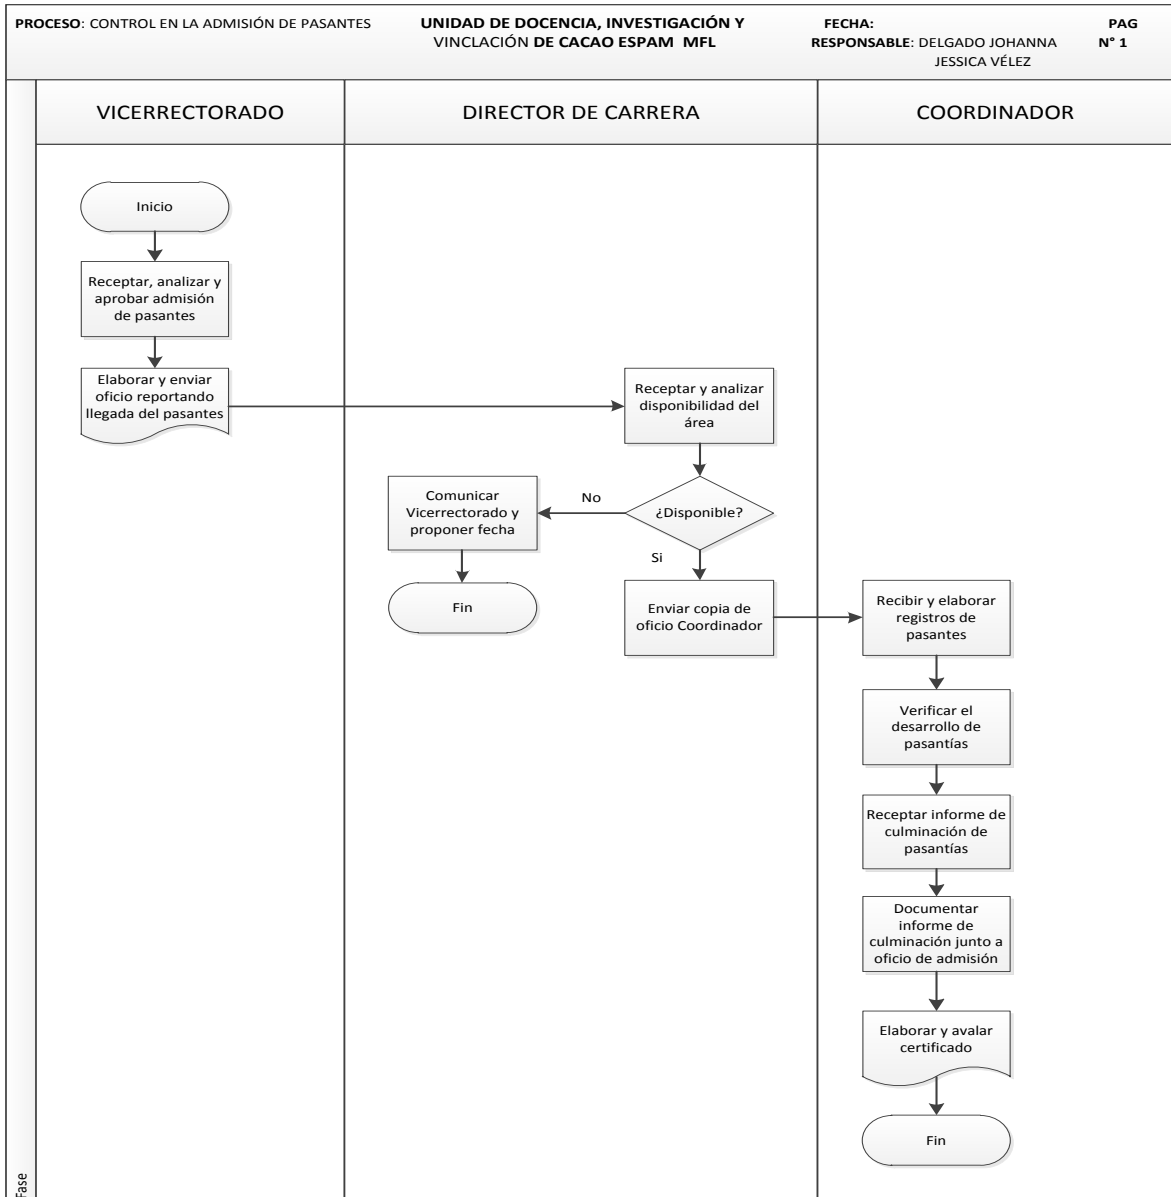 PROCESO: CONTROL EN LA ADMISIÓN DE PASANTES
UNIDAD DE DOCENCIA, INVESTIGACIÓN Y
VINCLACIÓN DE CACAO ESPAM MFL
FECHA:
RESPONSABLE: DELGADO JOHANNA
JESSICA VÉLEZ
PAG
N° 1
VICERRECTORADO
DIRECTOR DE CARRERA
COORDINADOR
Inicio
Receptar, analizar y
aprobar admisión
de pasantes
Elaborar y enviar
oficio reportando
llegada del pasantes
Receptar y analizar
disponibilidad del
área
¿Disponible?
No
Comunicar
Vicerrectorado y
proponer fecha
Fin
Si
Enviar copia de
oficio Coordinador
Recibir y elaborar
registros de
pasantes
Verificar el
desarrollo de
pasantías
Receptar informe de
culminación de
pasantías
Documentar
informe de
culminación junto a
oficio de admisión
Elaborar y avalar
certificado
Fin
Fase